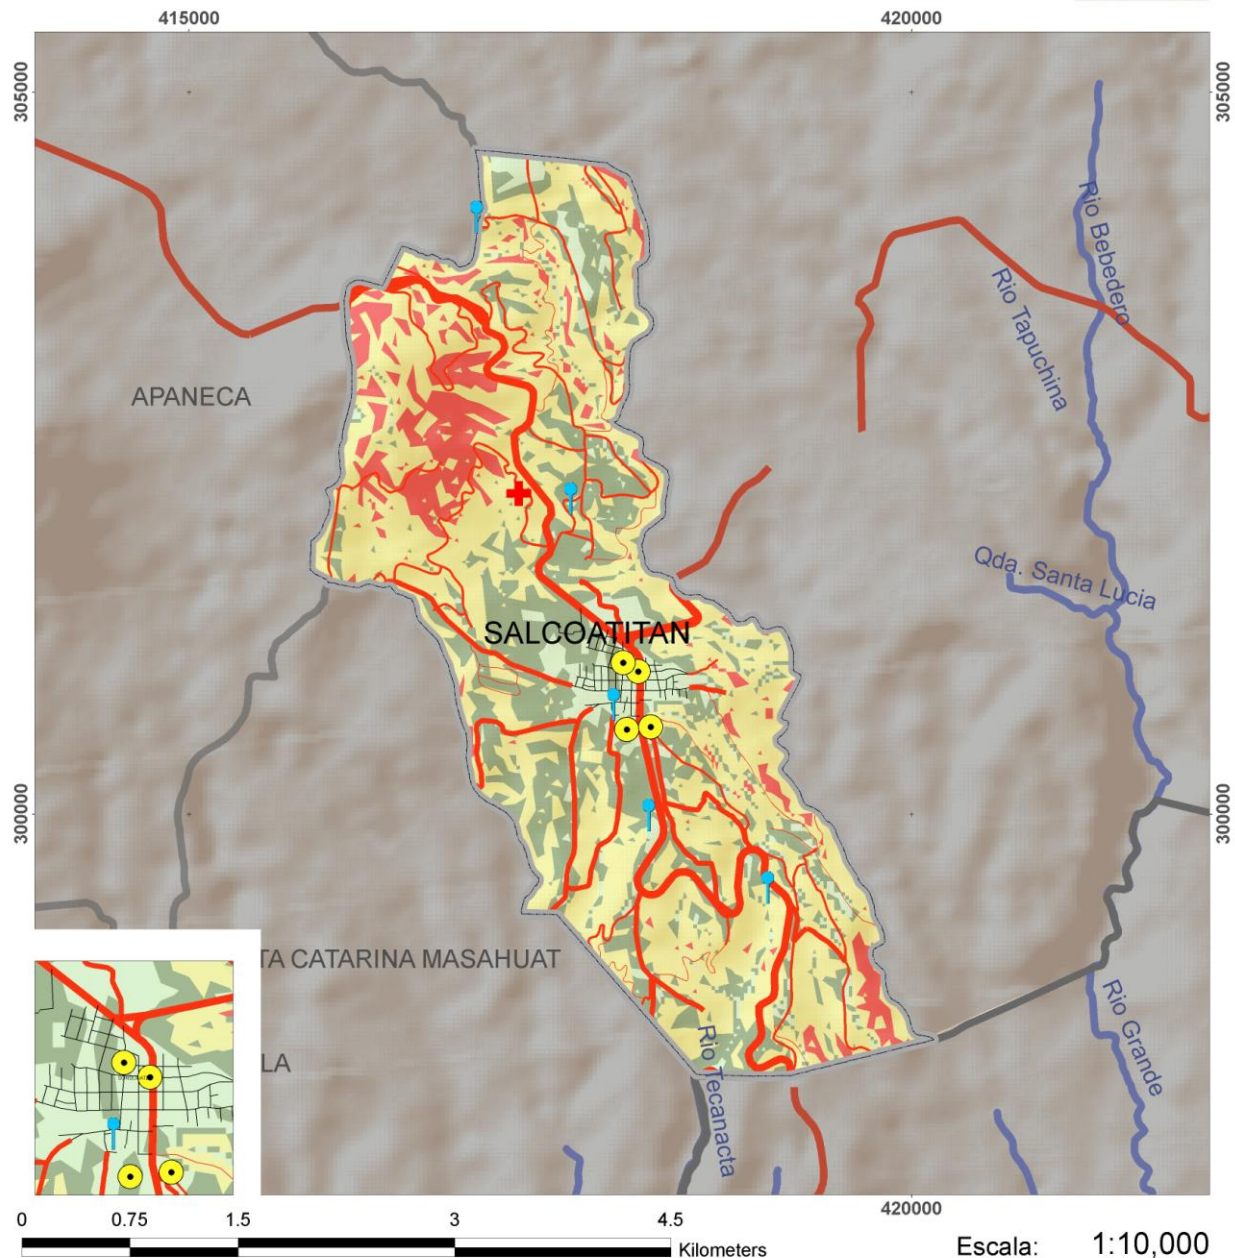 415000
420000
305000
305000
Rio Bebedero
Rio Tapuchina
APANECA
Qda. Santa Lucia
SALCOATITAN
300000
300000
TA CATARINA MASAHUAT
Rio Grande
Rio Tecanacta
LA
420000
0 0.75 1.5 3 4.5
Kilometers
Escala: 1:10,000